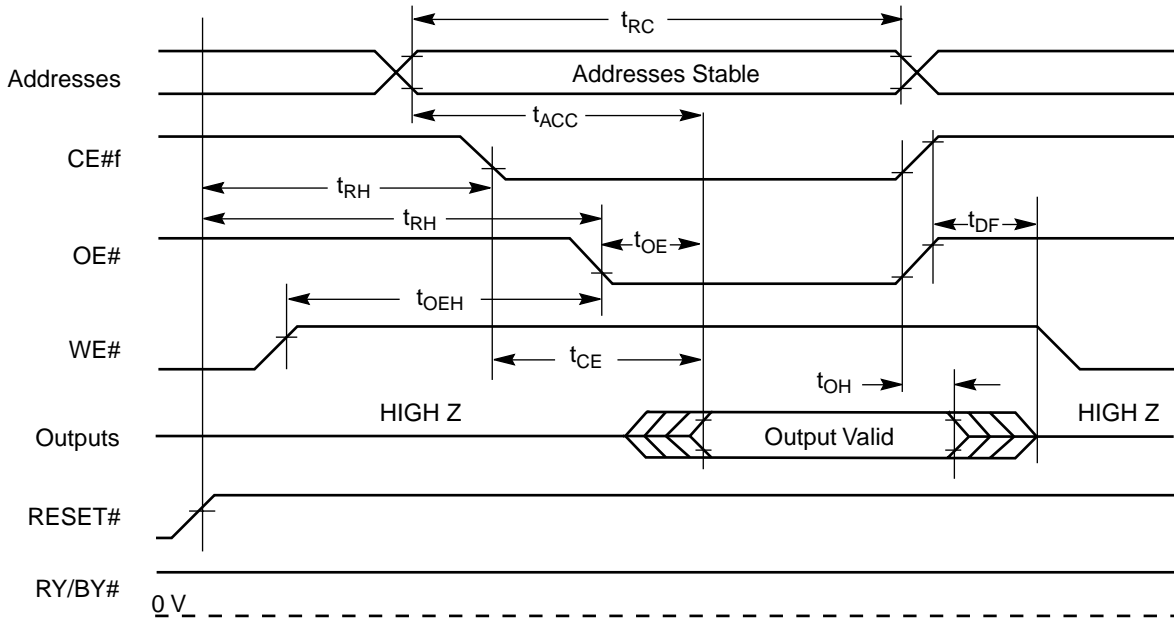 tRC
Addresses
Addresses Stable
tACC
CE#f
tRH
tRH
tDF
OE#
tOE
tOEH
WE#
tCE
tOH
HIGH Z
HIGH Z
Outputs
Output Valid
RESET#
RY/BY#
0 V